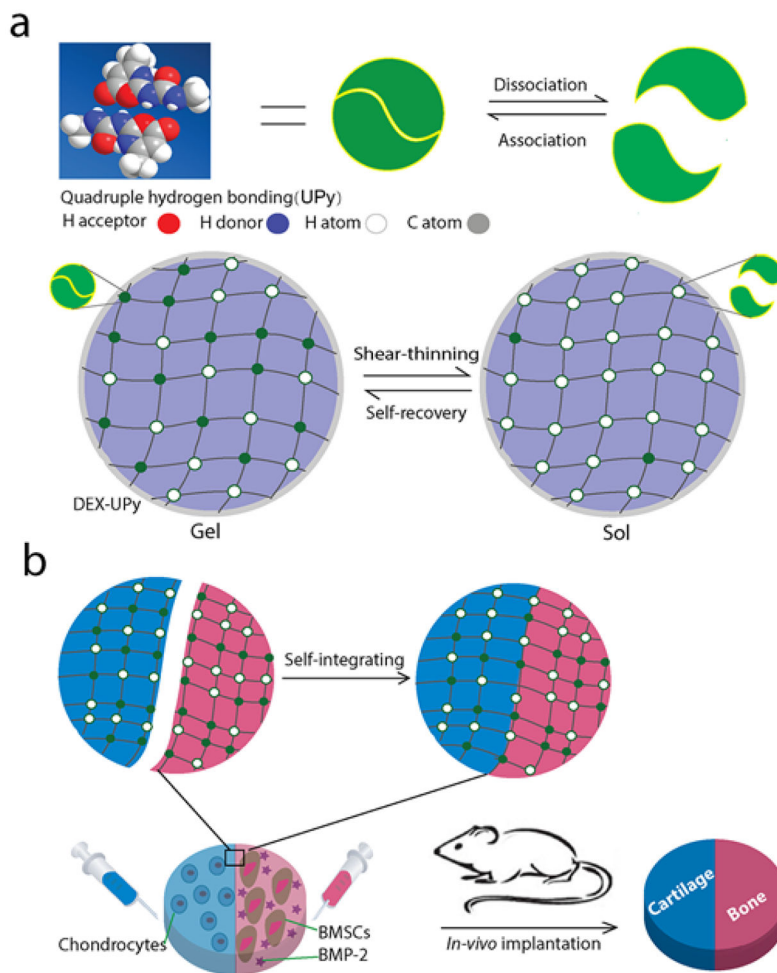 a
Dissociation
Association
Quadruple hydrogen bonding(UPy)
H acceptor H donor H atom C atom
Shear-thinning
Self-recovery
DEX-UPy
Gel
Sol
b
Self-integrating
Chondrocytes
BMSCs
BMP-2
In-vivo implantation
Cartilage
Bone